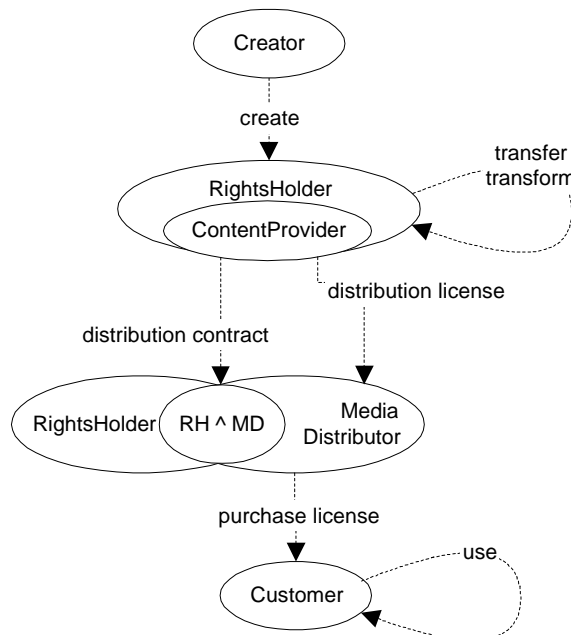 Creator
create
transfer
transform
RightsHolder
ContentProvider
distribution license
distribution contract
RightsHolder
RH ^ MD
Media
Distributor
purchase license
use
Customer